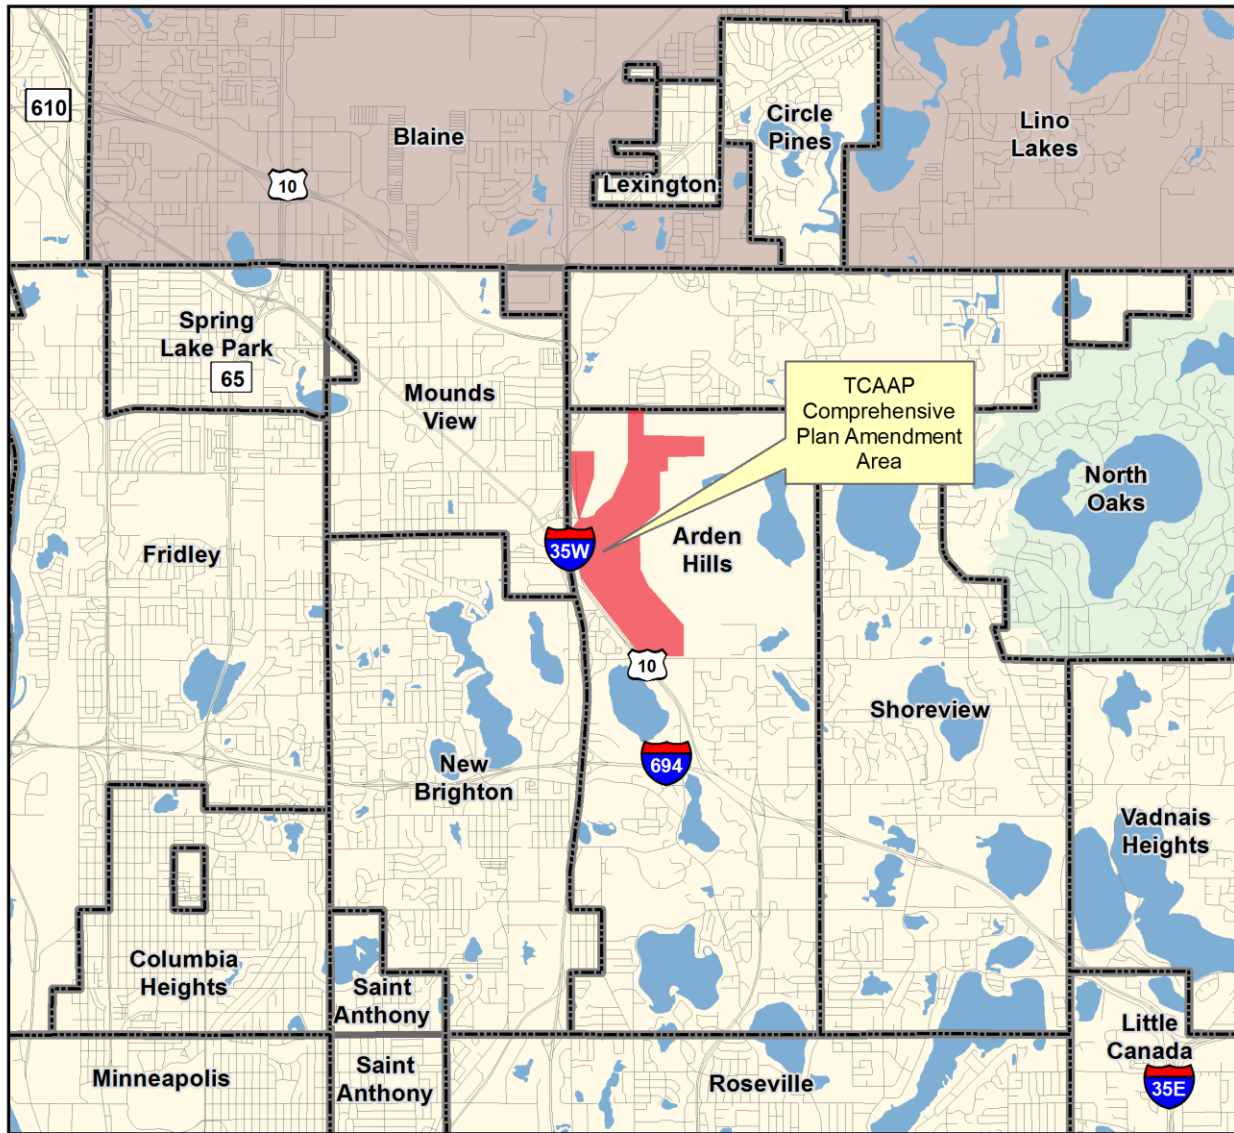 610
Blaine
Circle
Pines
Lino
Lakes
10
Lexington
Spring
Lake Park
65
Mounds
View
TCAAP
Comprehensive
Plan Amendment
Area
North
Oaks
Fridley
35W
Arden
Hills
10
Shoreview
694
New
Brighton
Vadnais
Heights
Columbia
Heights
Saint
Anthony
Little
Canada
Minneapolis
Saint
Anthony
Roseville
35E